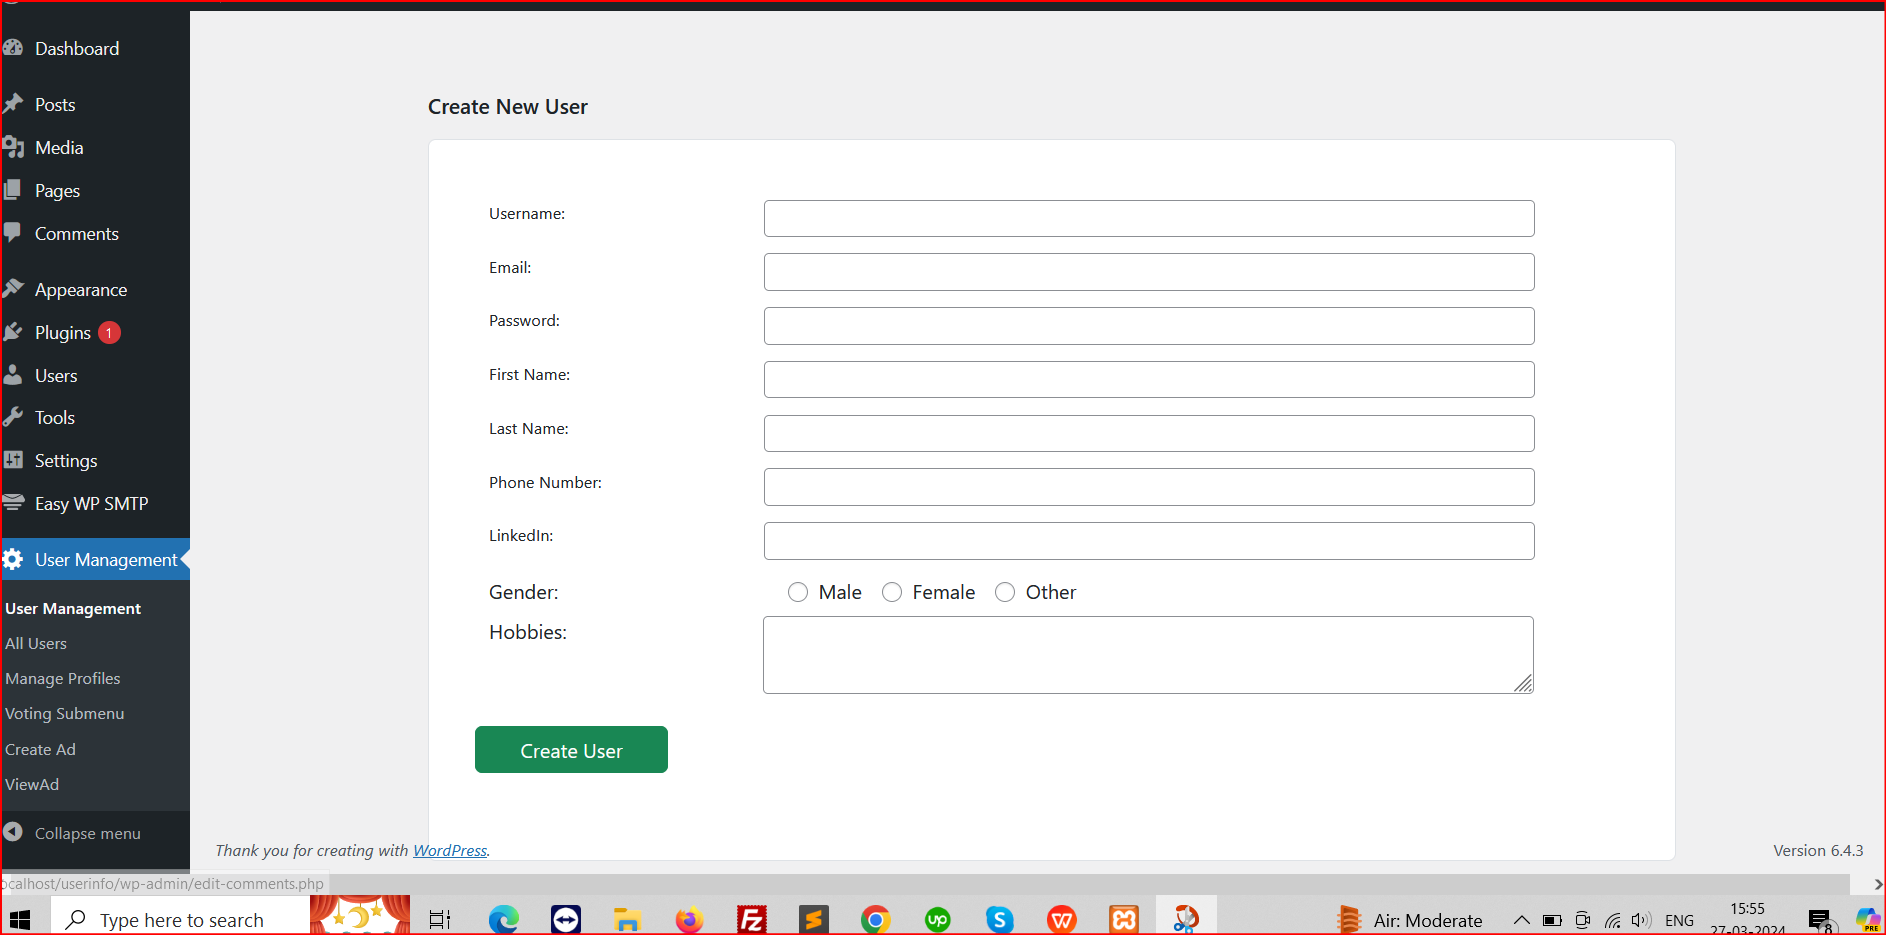 Dashboard
Posts
Media
Pages
Comments
Appearance
Plugins 1
Users
Tools
Settings
Easy WP SMTP
User Management
User Management
All Users
Manage Profiles
Voting Submenu
Create Ad
ViewAd
Collapse menu
Create New User
Username:
Email:
Password:
First Name:
Last Name:
Phone Number:
LinkedIn:
Gender: Male Female Other
Hobbies:
Create User
Thank you for creating with WordPress.
Version 6.4.3
ocalhost/userinfo/wp-admin/edit-comments.php
Type here to search
up
S
W
Fz
Air: Moderate
ENG
15:55
27-03-2024
8
PRE